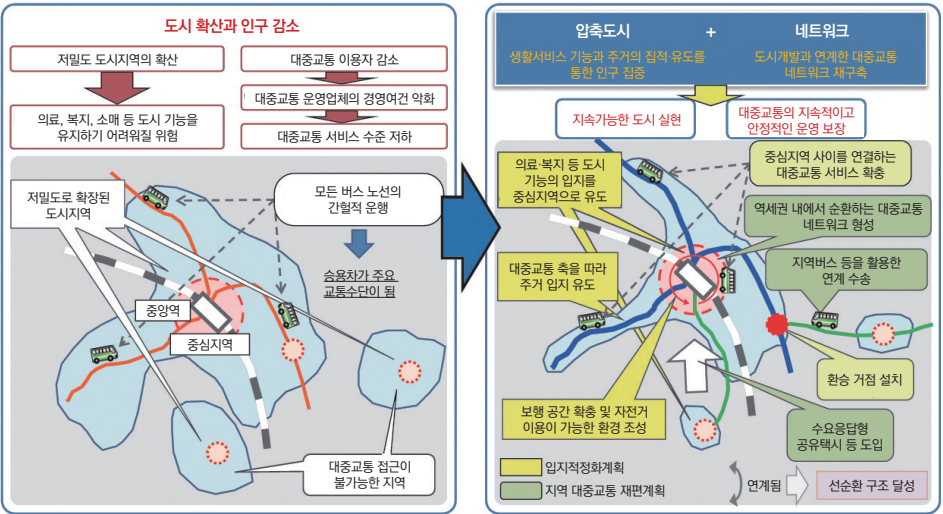 도시 확산과 인구 감소
저밀도 도시지역의 확산
의료, 복지, 소매 등 도시 기능을
유지하기 어려워질 위험
대중교통 이용자 감소
대중교통 운영업체의 경영여건 악화
대중교통 서비스 수준 저하
저밀도로 확장된
도시지역
모든 버스 노선의
간헐적 운행
승용차가 주요
교통수단이 됨
중앙역
중심지역
대중교통 접근이
불가능한 지역
압축도시 + 네트워크
생활서비스 기능과 주거의 집적·유도를
통한 인구 집중
도시개발과 연계한 대중교통
네트워크 재구축
지속가능한 도시 실현
대중교통의 지속적이고
안정적인 운영 보장
의료·복지 등 도시
기능의 입지를
중심지역으로 유도
중심지역 사이를 연결하는
대중교통 서비스 확충
역세권 내에서 순환하는 대중교통
네트워크 형성
대중교통 축을 따라
주거 입지 유도
지역버스 등을 활용한
연계 수송
환승 거점 설치
보행 공간 확충 및 자전거
이용이 가능한 환경 조성
수요응답형
공유택시 등 도입
입지적정화계획
지역 대중교통 재편계획
연계됨
선순환 구조 달성